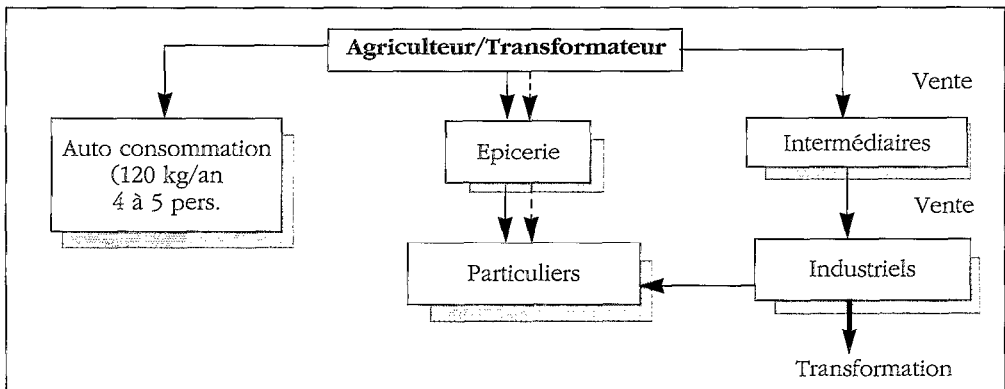 Agriculteur/Transformateur
Vente
Auto consommation
(120 kg/an
4 à 5 pers.
Epicerie
Intermédiaires
Vente
Particuliers
Industriels
Transformation